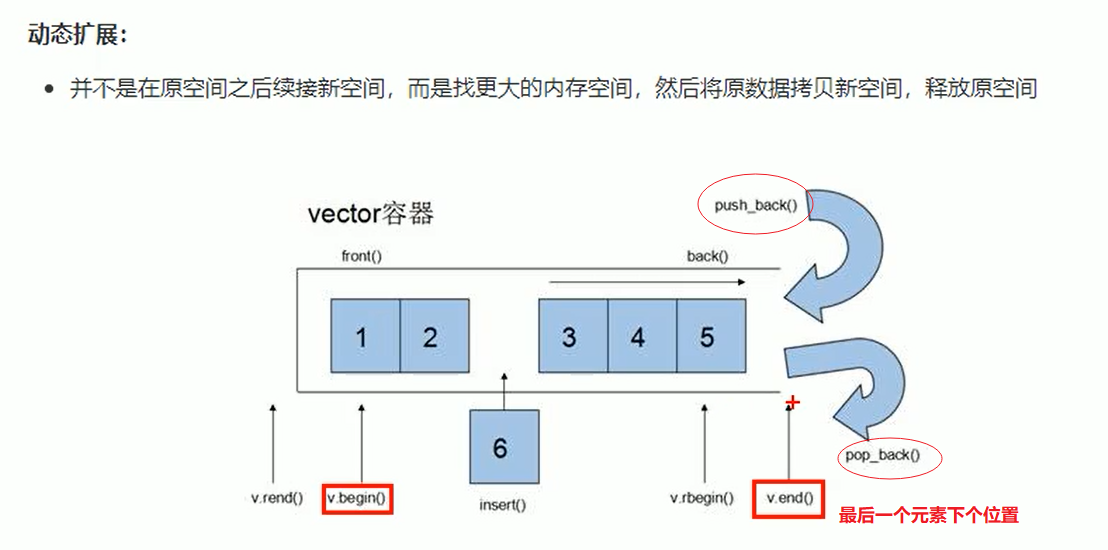 动态扩展：
• 并不是在原空间之后续接新空间，而是找更大的内存空间，然后将原数据拷贝新空间，释放原空间
vector容器
push_back()
front()
back()
1 2 3 4 5
6
pop_back()
v.rend()
v.begin()
insert()
v.rbegin()
v.end()
最后一个元素下个位置